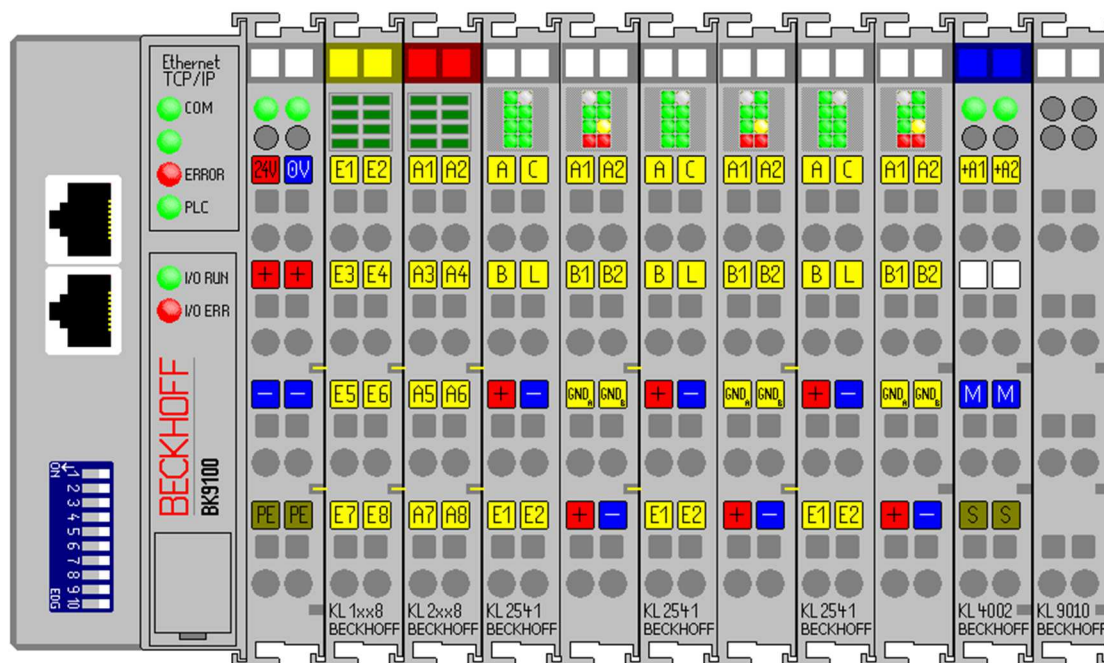 Ethernet
TCP/IP
COM
ERROR
PLC
I/O RUN
I/O ERR
BECKHOFF
BK9100
ON
1 2 3 4 5 6 7 8 9 10
EDG
24V 0V E1 E2 A1 A2 A C A1 A2 A C A1 A2 A C A1 A2 +A1 +A2
+ + E3 E4 A3 A4 B L B1 B2 B L B1 B2 B L B1 B2
− − E5 E6 A5 A6 + − GND A GND B + − GND A GND B + − GND A GND B M M
PE PE E7 E8 A7 A8 E1 E2 + − E1 E2 + − E1 E2 + − S S
KL 1xx8 KL 2xx8 KL 2541 KL 2541 KL 2541 KL 4002 KL 9010
BECKHOFF BECKHOFF BECKHOFF BECKHOFF BECKHOFF BECKHOFF BECKHOFF